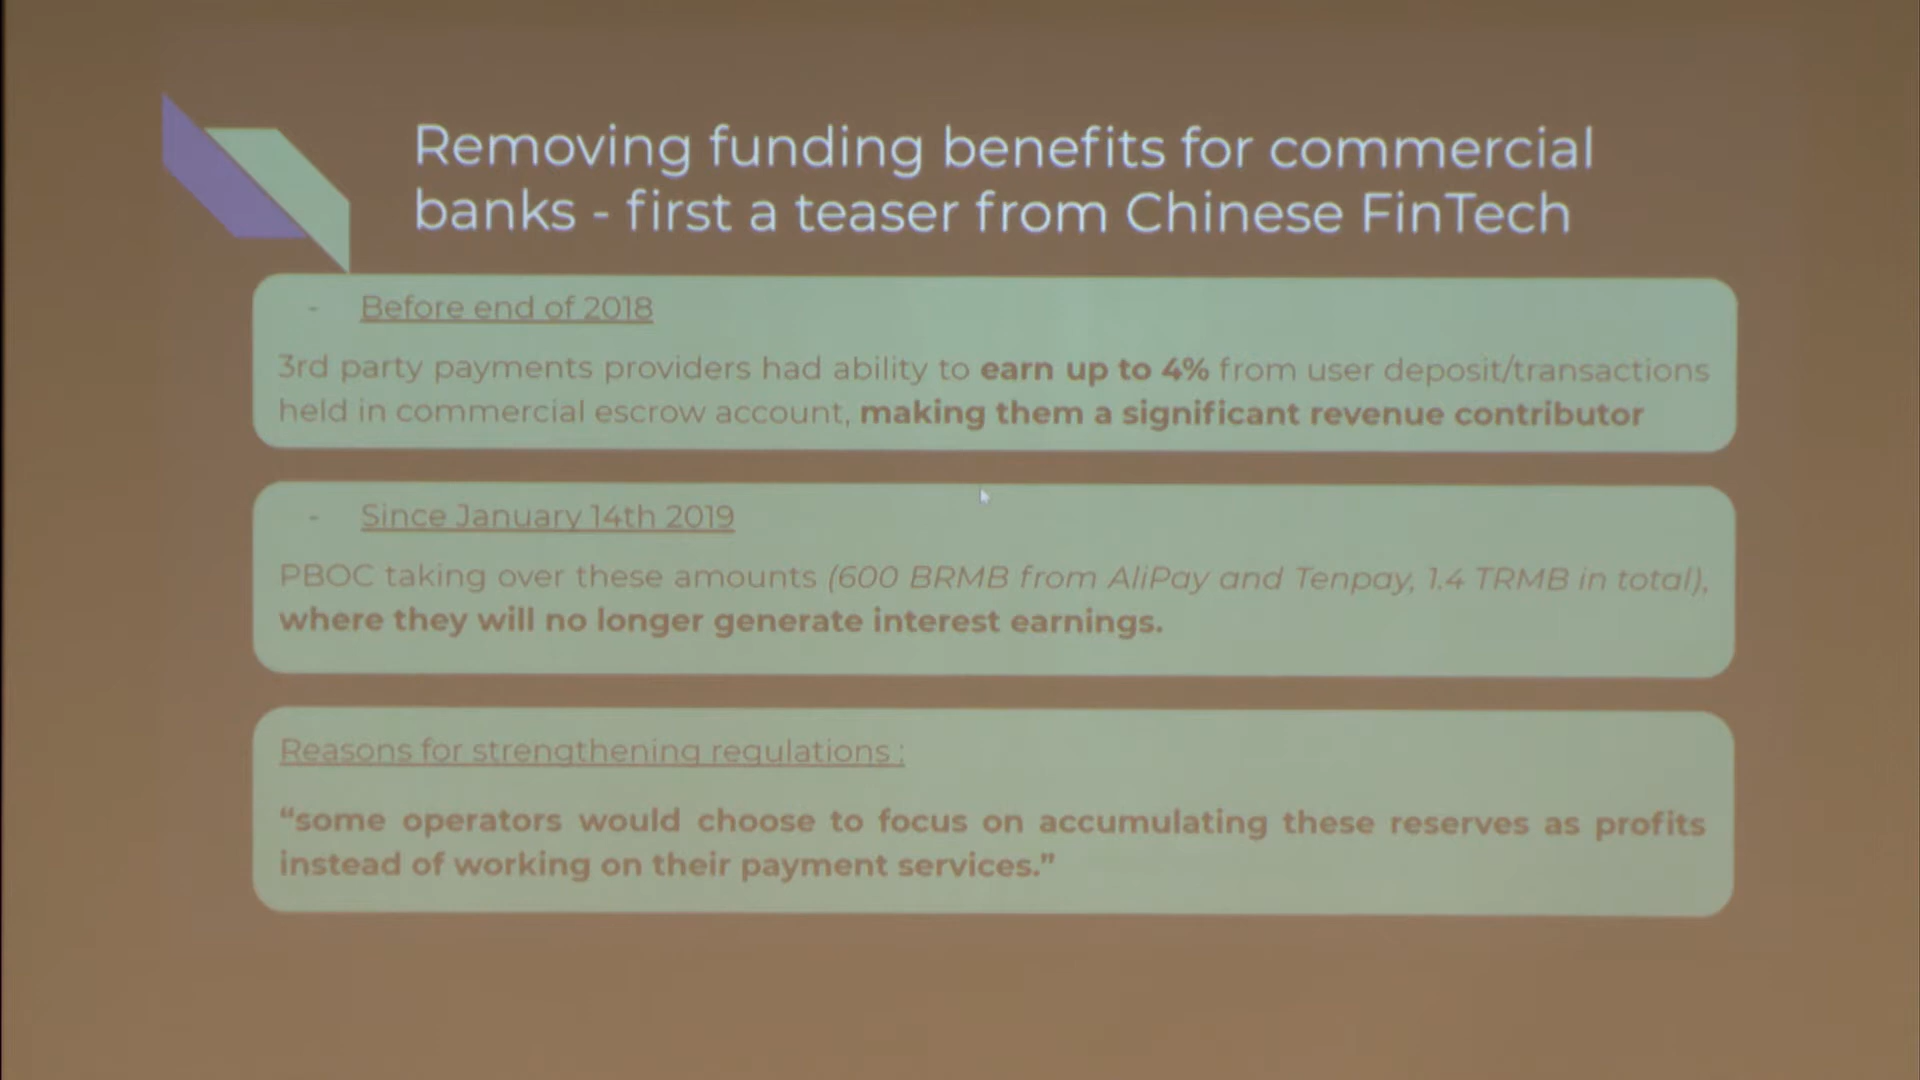 Removing funding benefits for commercial
banks - first a teaser from Chinese FinTech
- Before end of 2018
3rd party payments providers had ability to earn up to 4% from user deposit/transactions
held in commercial escrow account, making them a significant revenue contributor
- Since January 14th 2019
PBOC taking over these amounts (600 BRMB from AliPay and Tenpay, 1.4 TRMB in total),
where they will no longer generate interest earnings.
Reasons for strengthening regulations :
“some operators would choose to focus on accumulating these reserves as profits
instead of working on their payment services.”